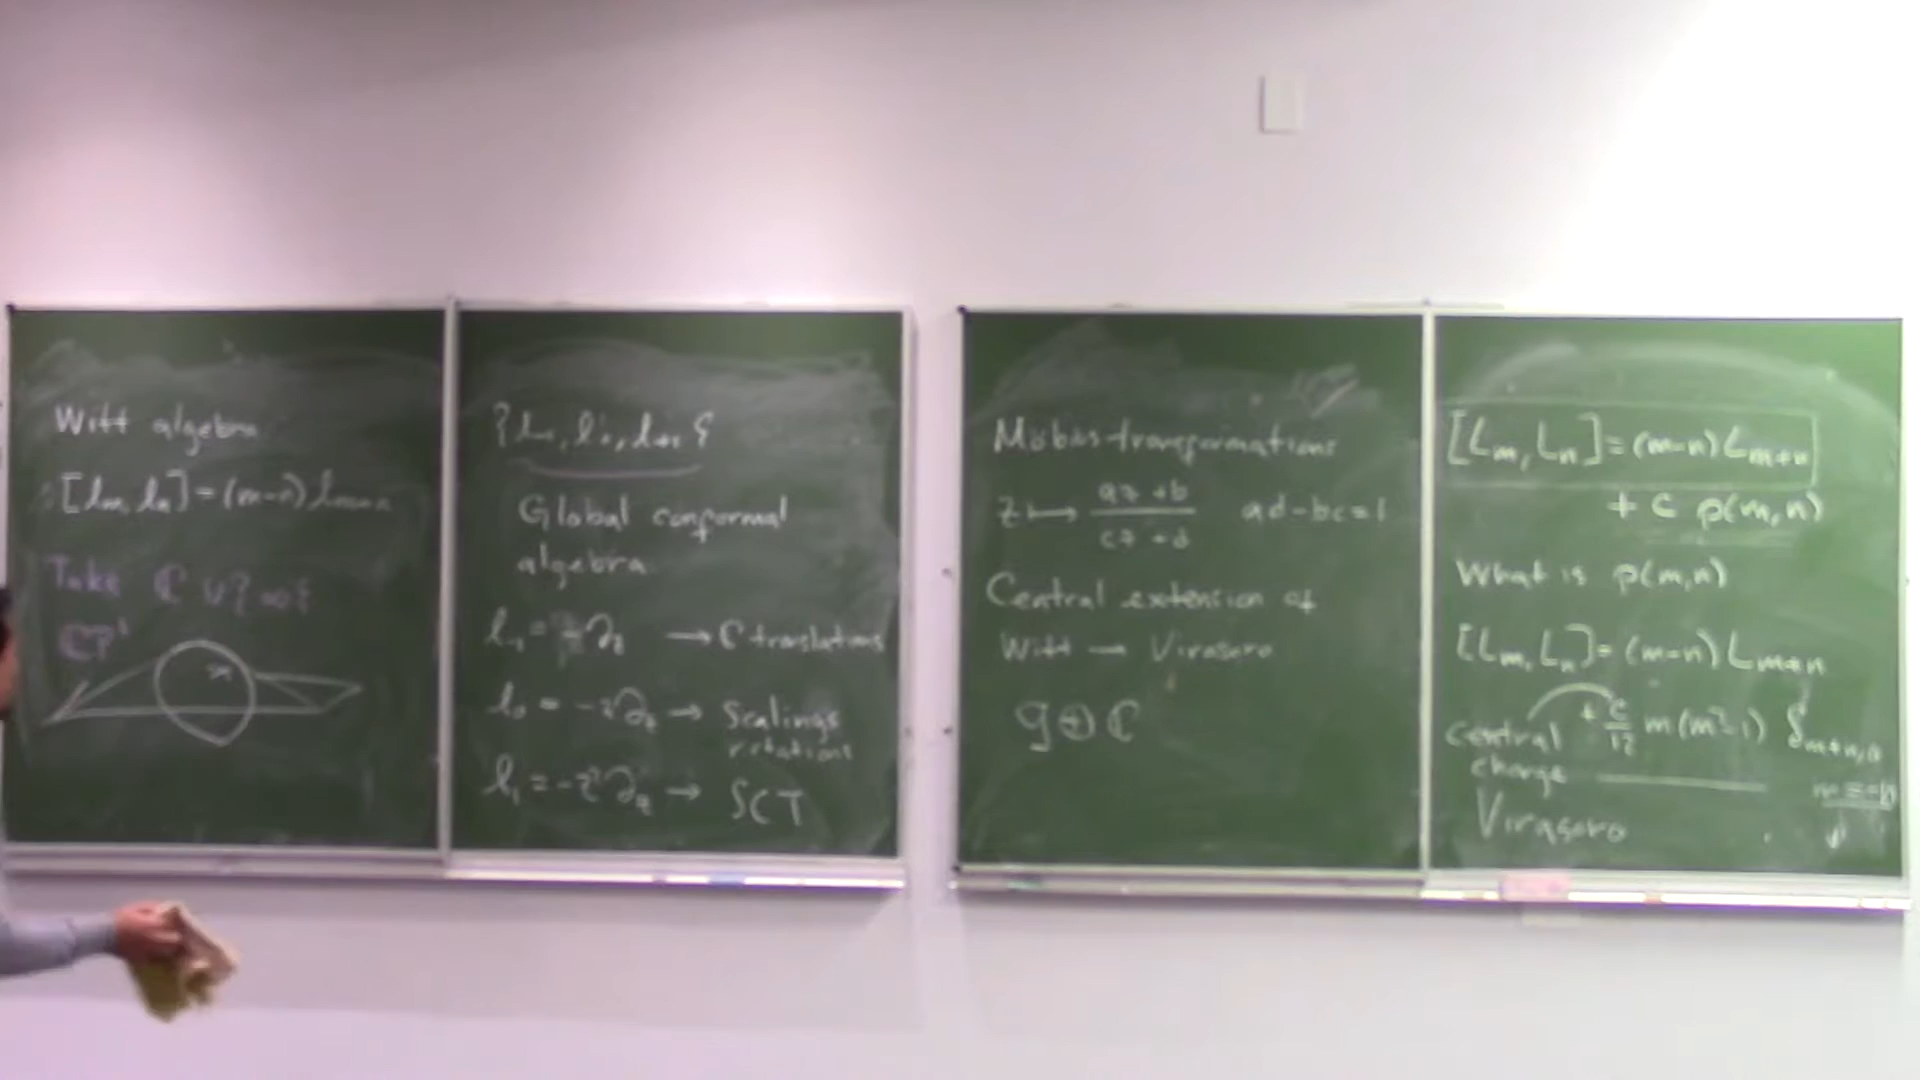 Witt algebra
[lm, ln] = (m-n) lm+n
Take ℂ ∪ {∞}
ℂP¹
{l-1, l0, l+1}
Global conformal
algebra
l-1 = -∂z → ℂ translations
l0 = -z∂z → Scalings
rotations
l1 = -z²∂z → SCT
Möbius transformations
z ↦ (az+b)/(cz+d) ad-bc=1
Central extension of
Witt → Virasoro
g ⊕ ℂ
[Lm, Ln] = (m-n) Lm+n
+ c p(m,n)
What is p(m,n)
[Lm, Ln] = (m-n) Lm+n
+ c/12 m(m²-1) δm+n,0
central
charge
m=-n
Virasoro